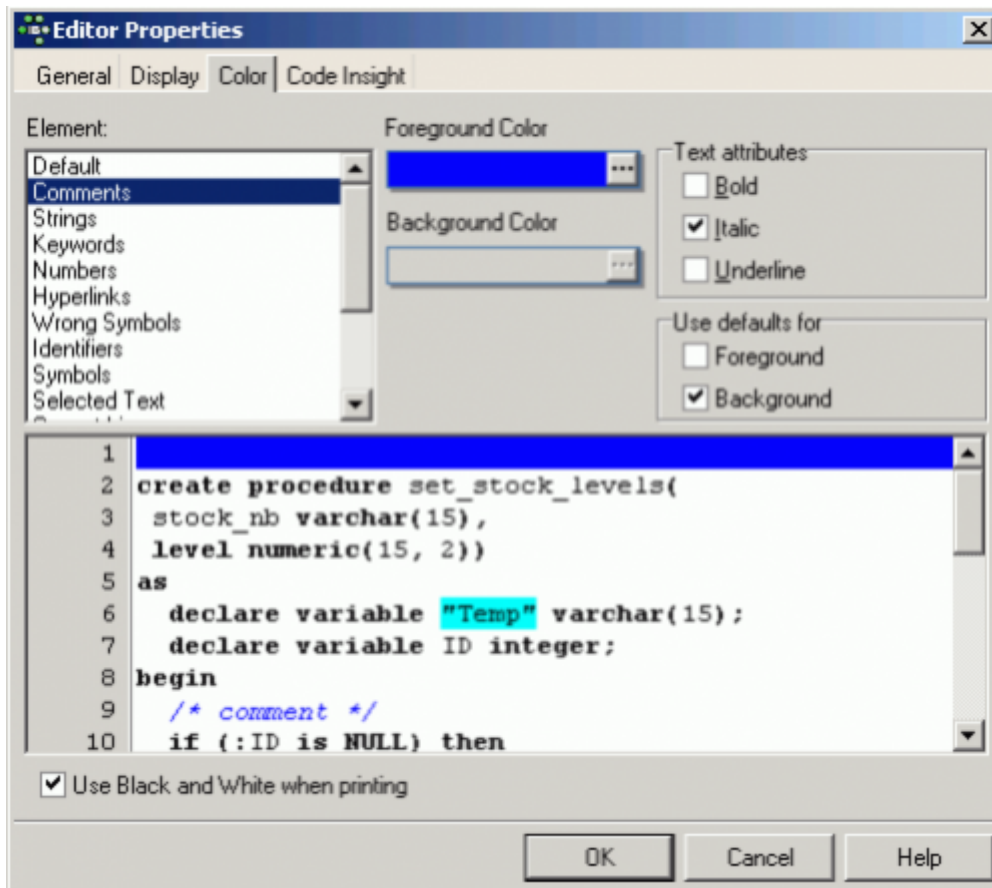 Editor Properties
General Display Color Code Insight
Element:
Default
Comments
Strings
Keywords
Numbers
Hyperlinks
Wrong Symbols
Identifiers
Symbols
Selected Text
Foreground Color
Background Color
Text attributes
Bold
Italic
Underline
Use defaults for
Foreground
Background
1
2 create procedure set_stock_levels(
3 stock_nb varchar(15),
4 level numeric(15, 2))
5 as
6 declare variable "Temp" varchar(15);
7 declare variable ID integer;
8 begin
9 /* comment */
10 if (:ID is NULL) then
Use Black and White when printing
OK Cancel Help